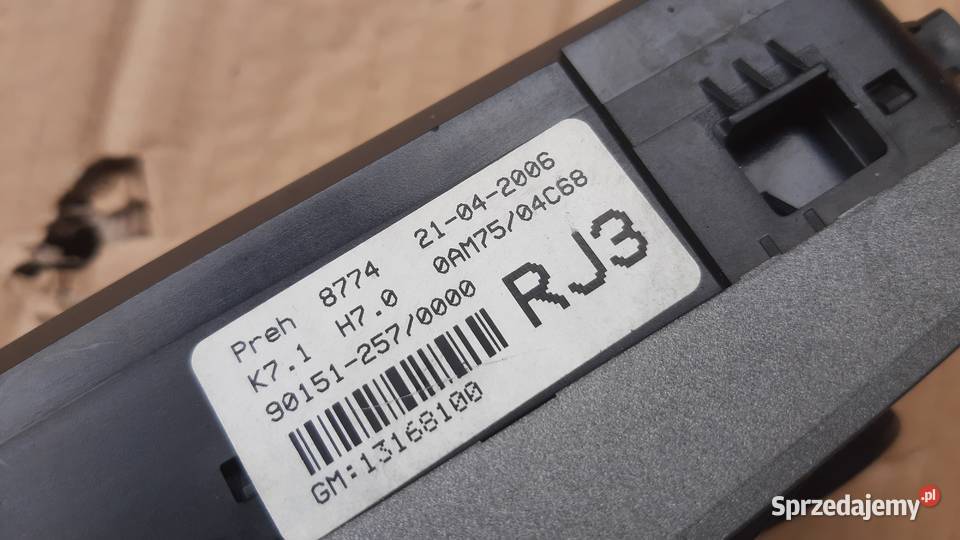 Preh 8774 21-04-2006
K7.1 H7.0 0AM75/04C68
90151-257/0000 RJ3
GM:13168100
Sprzedajemy.pl